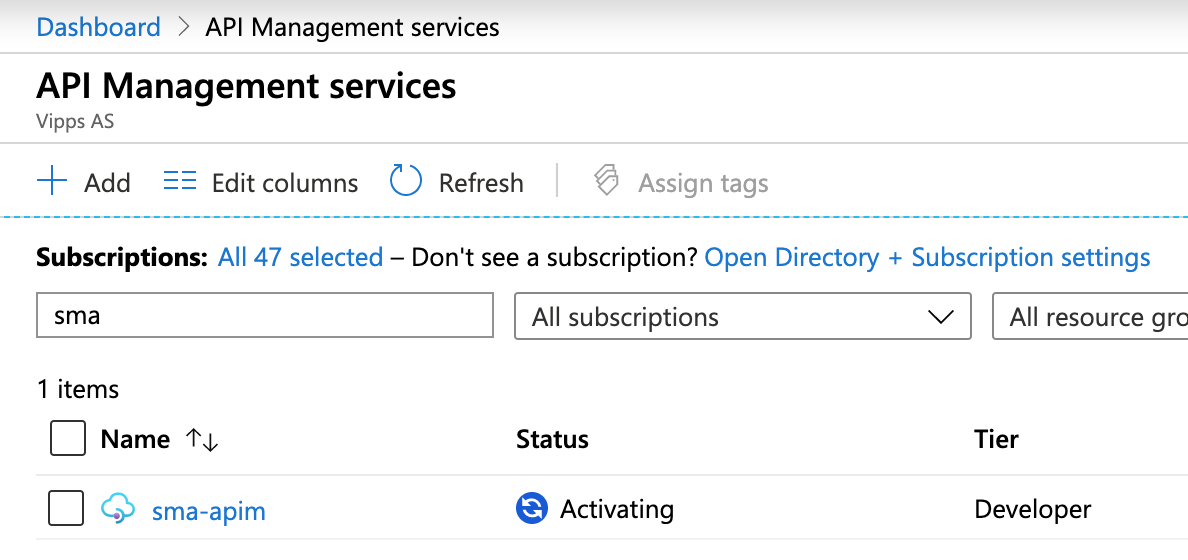 Dashboard > API Management services
API Management services
Vipps AS
Add Edit columns Refresh Assign tags
Subscriptions: All 47 selected – Don't see a subscription? Open Directory + Subscription settings
sma All subscriptions All resource gro
1 items
Name ↑↓ Status Tier
sma-apim Activating Developer